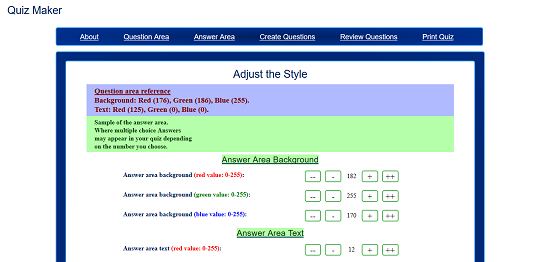 Quiz Maker
About Question Area Answer Area Create Questions Review Questions Print Quiz
Adjust the Style
Question area reference
Background: Red (176), Green (186), Blue (255).
Text: Red (125), Green (0), Blue (0).
Sample of the answer area.
Where multiple choice Answers
may appear in your quiz depending
on the number you choose.
Answer Area Background
Answer area background (red value: 0-255): -- - 182 + ++
Answer area background (green value: 0-255): -- - 255 + ++
Answer area background (blue value: 0-255): -- - 170 + ++
Answer Area Text
Answer area text (red value: 0-255): -- - 12 + ++